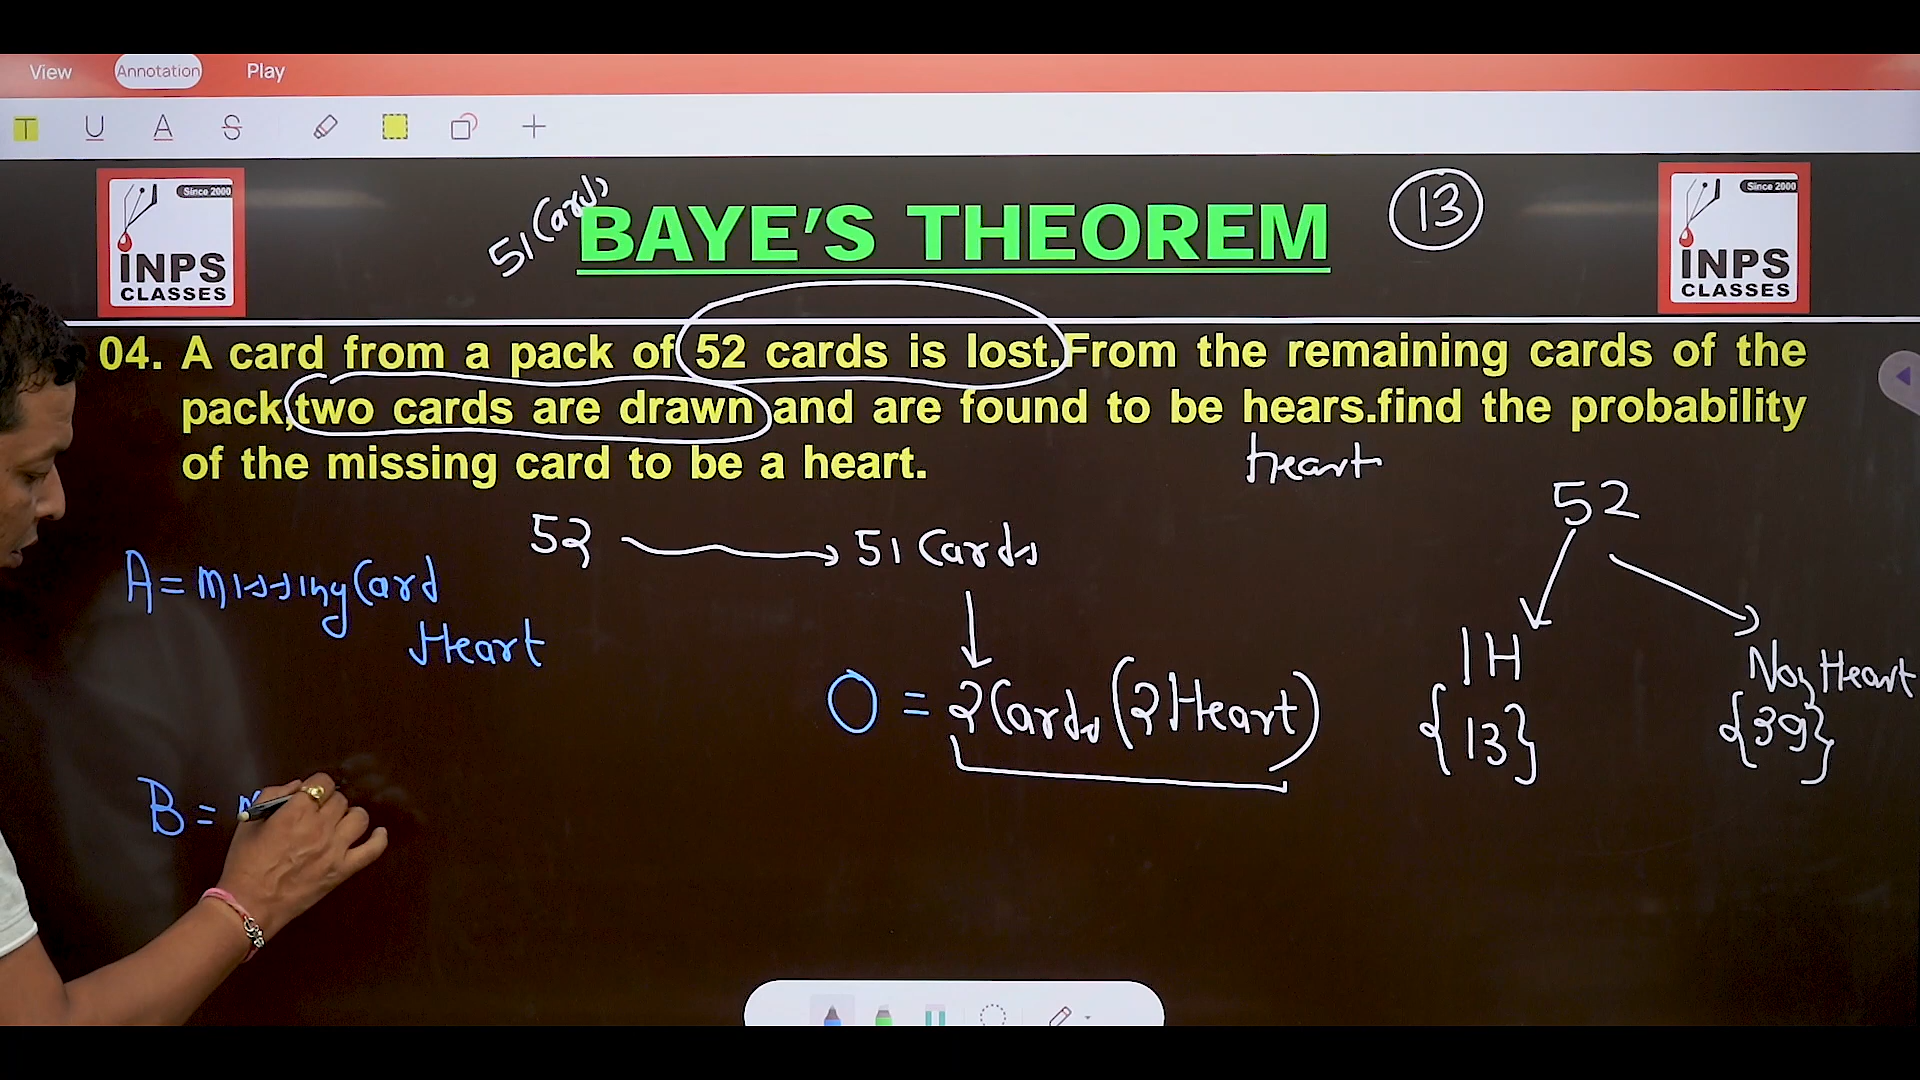 View Annotation Play
T U A S
Since 2000
INPS
CLASSES
51 Cards
BAYE'S THEOREM
13
Since 2000
INPS
CLASSES
04. A card from a pack of 52 cards is lost.From the remaining cards of the
pack,two cards are drawn and are found to be hears.find the probability
of the missing card to be a heart.
heart
52 → 51 Cards
52
A = Missing Card
Heart
1H
{13}
No Heart
{39}
O = 2 Cards (2 Heart)
B = M